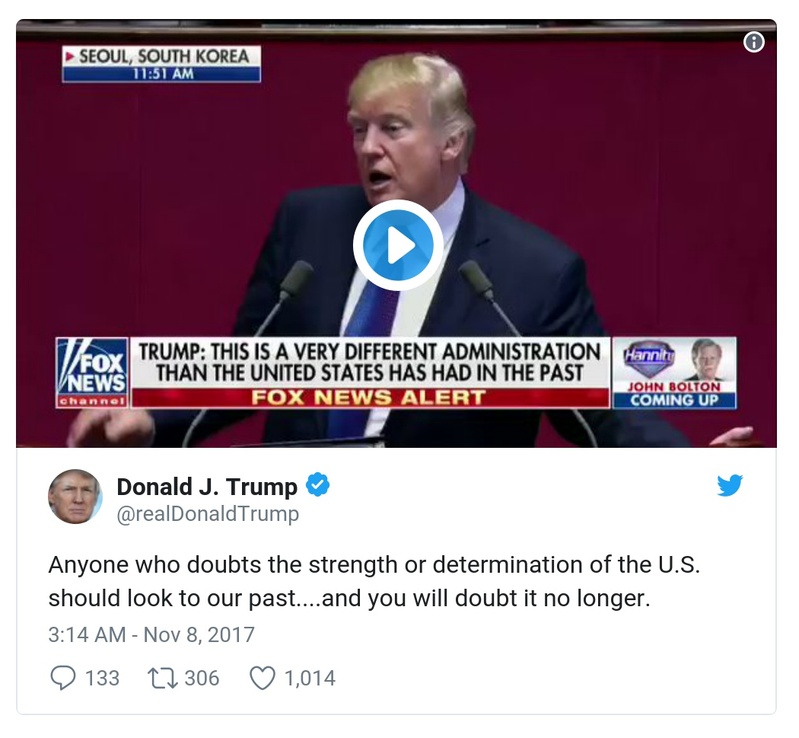 SEOUL, SOUTH KOREA
11:51 AM
FOX
NEWS
channel
TRUMP: THIS IS A VERY DIFFERENT ADMINISTRATION
THAN THE UNITED STATES HAS HAD IN THE PAST
FOX NEWS ALERT
Hannity
JOHN BOLTON
COMING UP
Donald J. Trump
@realDonaldTrump
Anyone who doubts the strength or determination of the U.S.
should look to our past....and you will doubt it no longer.
3:14 AM - Nov 8, 2017
133 306 1,014